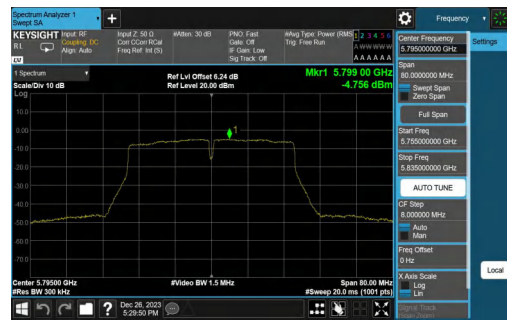 Spectrum Analyzer 1
Swept SA
Frequency
KEYSIGHT
Input: RF
Coupling: DC
Align: Auto
Input Z: 50 Ω
Corr CCorr RCal
Freq Ref: Int (S)
#Atten: 30 dB
PNO: Fast
Gate: Off
IF Gain: Low
Sig Track: Off
#Avg Type: Power (RMS
Trig: Free Run
1 2 3 4 5 6
A W W W W W
A A A A A A
RL
LV
1 Spectrum
Scale/Div 10 dB
Log
Ref Lvl Offset 6.24 dB
Ref Level 20.00 dBm
Mkr1 5.799 00 GHz
-4.756 dBm
10.0
0.00
-10.0
-20.0
-30.0
-40.0
-50.0
-60.0
-70.0
1
Center 5.79500 GHz
#Res BW 300 kHz
#Video BW 1.5 MHz
Span 80.00 MHz
#Sweep 20.0 ms (1001 pts)
Dec 26, 2023
5:29:50 PM
Center Frequency
5.795000000 GHz
Span
80.0000000 MHz
Swept Span
Zero Span
Full Span
Start Freq
5.755000000 GHz
Stop Freq
5.835000000 GHz
AUTO TUNE
CF Step
8.000000 MHz
Auto
Man
Freq Offset
0 Hz
X Axis Scale
Log
Lin
Signal Track
Settings
Local